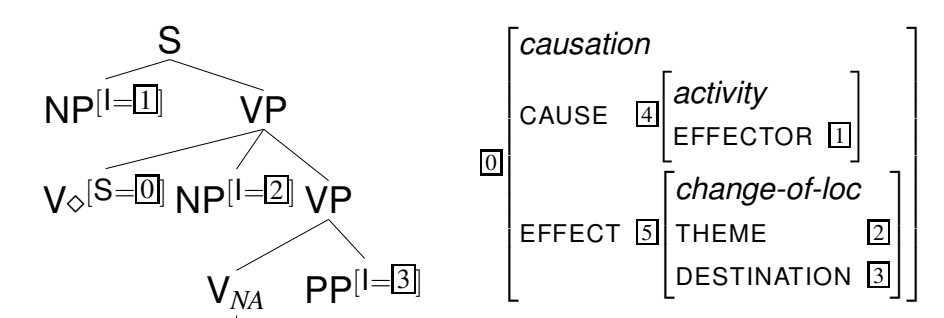 S
NP[I=1] VP
V◇[S=0] NP[I=2] VP
V_NA PP[I=3]
0
causation
CAUSE 4 activity
EFFECTOR 1
EFFECT 5 change-of-loc
THEME 2
DESTINATION 3